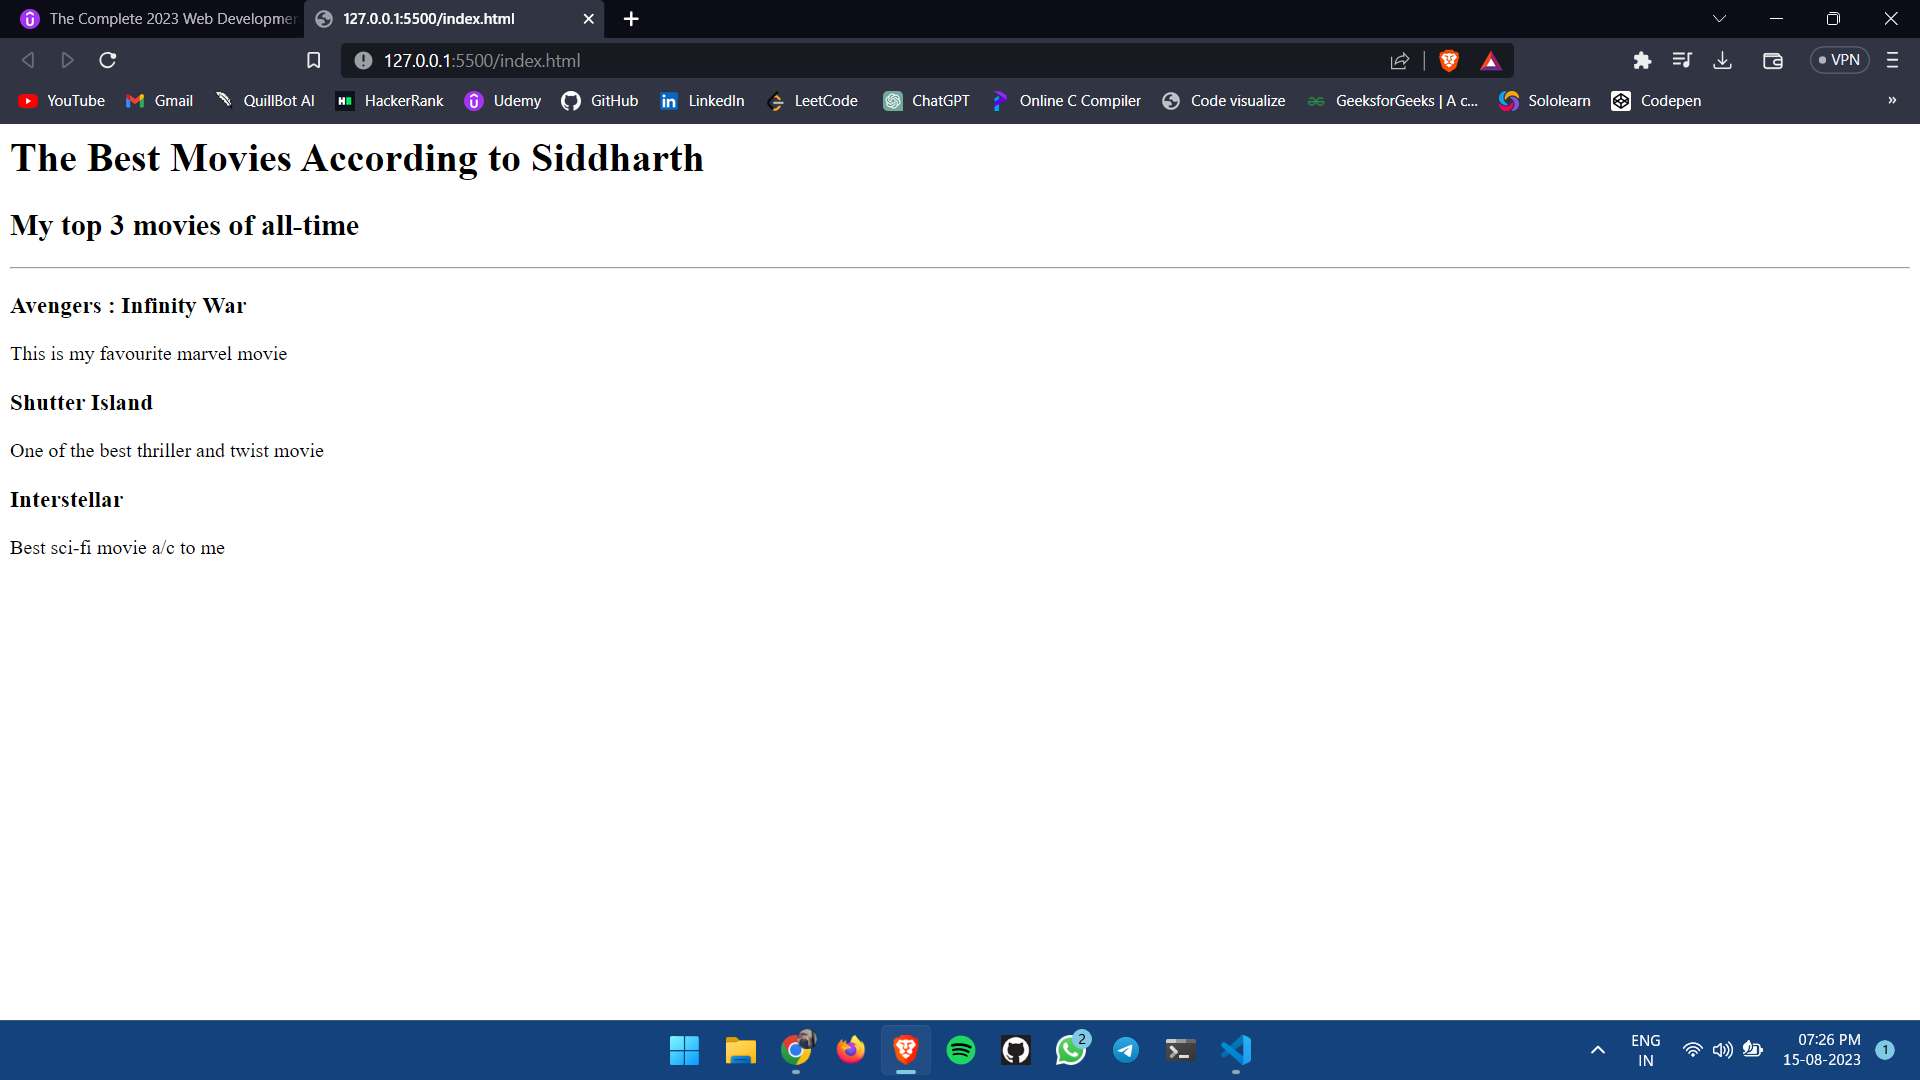 The Complete 2023 Web Developmen
127.0.0.1:5500/index.html
127.0.0.1:5500/index.html
VPN
YouTube Gmail QuillBot AI HackerRank Udemy GitHub LinkedIn LeetCode ChatGPT Online C Compiler Code visualize GeeksforGeeks | A c... Sololearn Codepen »
The Best Movies According to Siddharth
My top 3 movies of all-time
Avengers : Infinity War
This is my favourite marvel movie
Shutter Island
One of the best thriller and twist movie
Interstellar
Best sci-fi movie a/c to me
2
ENG
IN
07:26 PM
15-08-2023
1